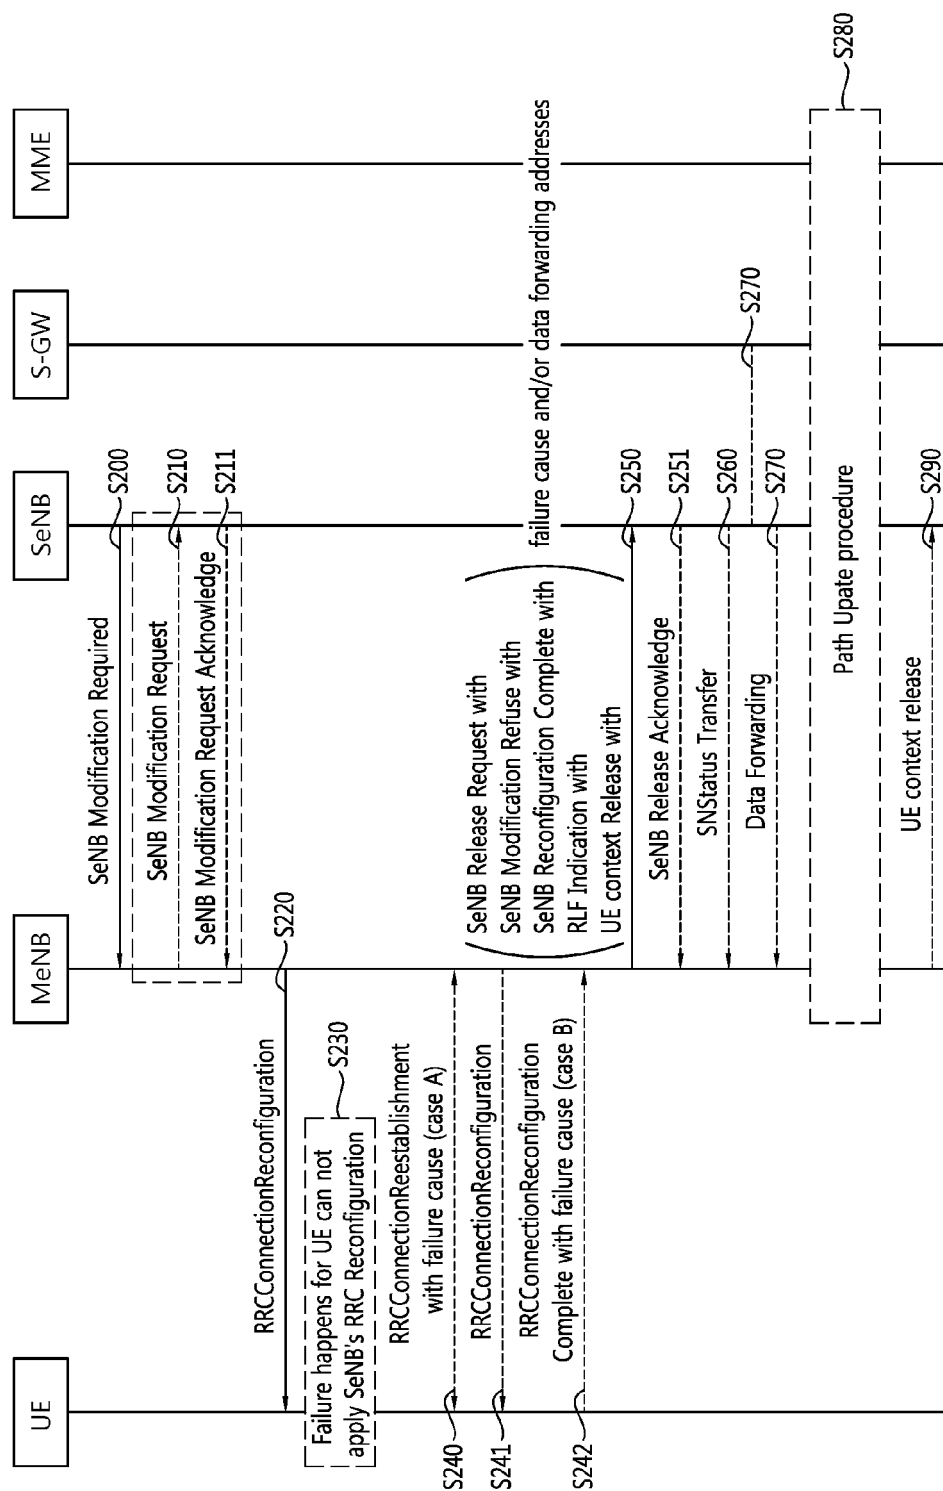 UE
MeNB
SeNB
S-GW
MME
SeNB Modification Required
S200
SeNB Modification Request
S210
SeNB Modification Request Acknowledge
S211
RRCConnectionReconfiguration
S220
Failure happens for UE can not
apply SeNB's RRC Reconfiguration
S230
RRCConnectionReestablishment
with failure cause (case A)
S240
RRCConnectionReconfiguration
S241
RRCConnectionReconfiguration
Complete with failure cause (case B)
S242
SeNB Release Request with
SeNB Modification Refuse with
SeNB Reconfiguration Complete with
RLF Indication with
UE context Release with
failure cause and/or data forwarding addresses
S250
SeNB Release Acknowledge
S251
SNStatus Transfer
S260
S270
Data Forwarding
S270
Path Upate procedure
S280
UE context release
S290